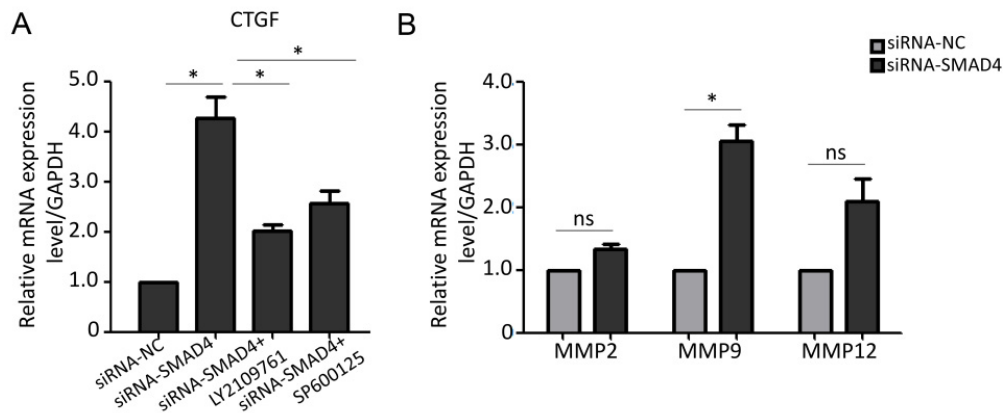 A
CTGF
*
*
*
Relative mRNA expression
level/GAPDH
5.0
4.0
3.0
2.0
1.0
0
siRNA-NC
siRNA-SMAD4
siRNA-SMAD4+
LY2109761
siRNA-SMAD4+
SP600125
B
siRNA-NC
siRNA-SMAD4
Relative mRNA expression
level/GAPDH
4.0
3.0
2.0
1.0
0
ns
*
ns
MMP2
MMP9
MMP12